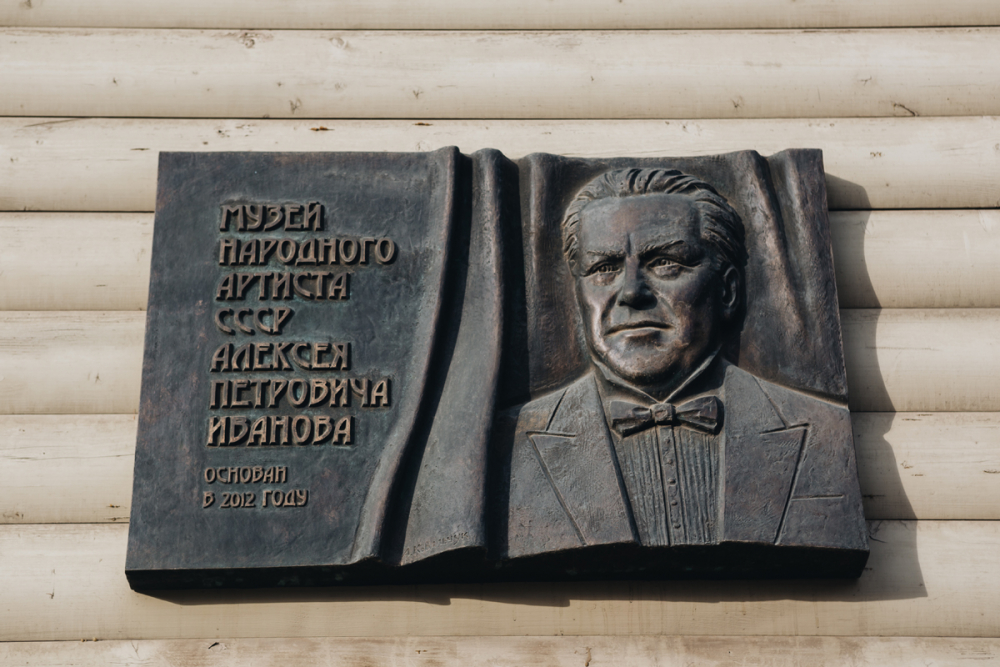 МУЗЕЙ
НАРОДНОГО
АРТИСТА
СССР
АЛЕКСЕЯ
ПЕТРОВИЧА
ИВАНОВА
ОСНОВАН
В 2012 ГОДУ